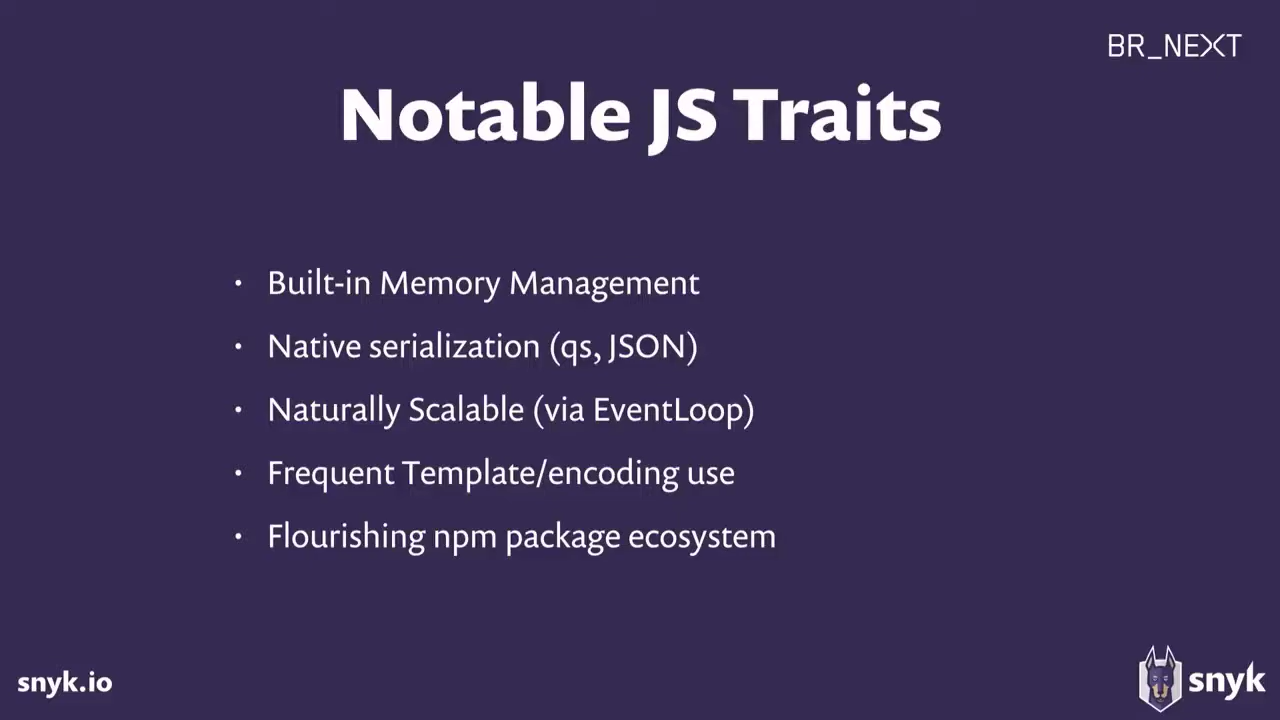 BR_NEXT
Notable JS Traits
• Built-in Memory Management
• Native serialization (qs, JSON)
• Naturally Scalable (via EventLoop)
• Frequent Template/encoding use
• Flourishing npm package ecosystem
snyk.io
snyk